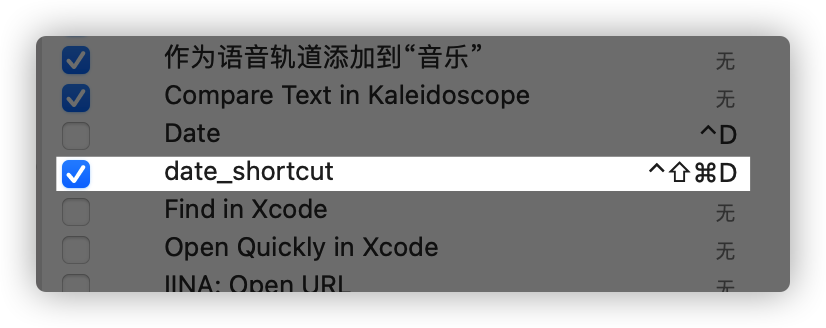 作为语音轨道添加到“音乐” 无
Compare Text in Kaleidoscope 无
Date ^D
date_shortcut ^⇧⌘D
Find in Xcode 无
Open Quickly in Xcode 无
IINA: Open URL 无